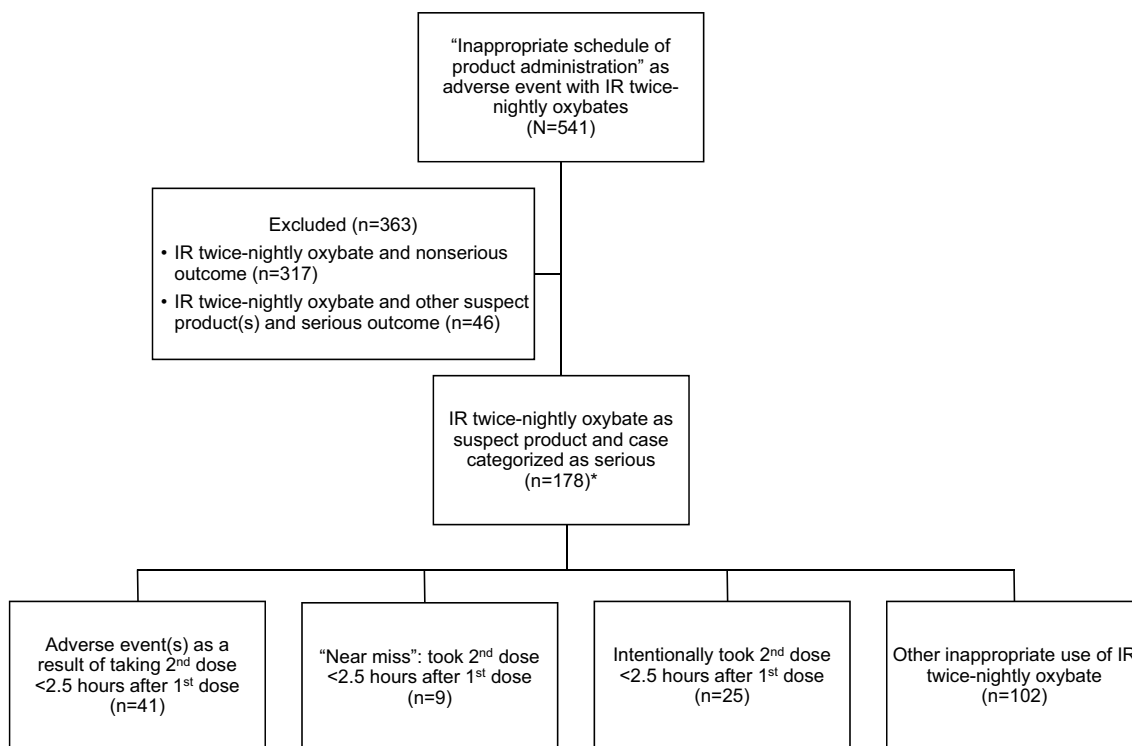 “Inappropriate schedule of
product administration” as
adverse event with IR twice-
nightly oxybates
(N=541)
Excluded (n=363)
• IR twice-nightly oxybate and nonserious
outcome (n=317)
• IR twice-nightly oxybate and other suspect
product(s) and serious outcome (n=46)
IR twice-nightly oxybate as
suspect product and case
categorized as serious
(n=178)*
Adverse event(s) as a
result of taking 2nd dose
<2.5 hours after 1st dose
(n=41)
“Near miss”: took 2nd dose
<2.5 hours after 1st dose
(n=9)
Intentionally took 2nd dose
<2.5 hours after 1st dose
(n=25)
Other inappropriate use of IR
twice-nightly oxybate
(n=102)